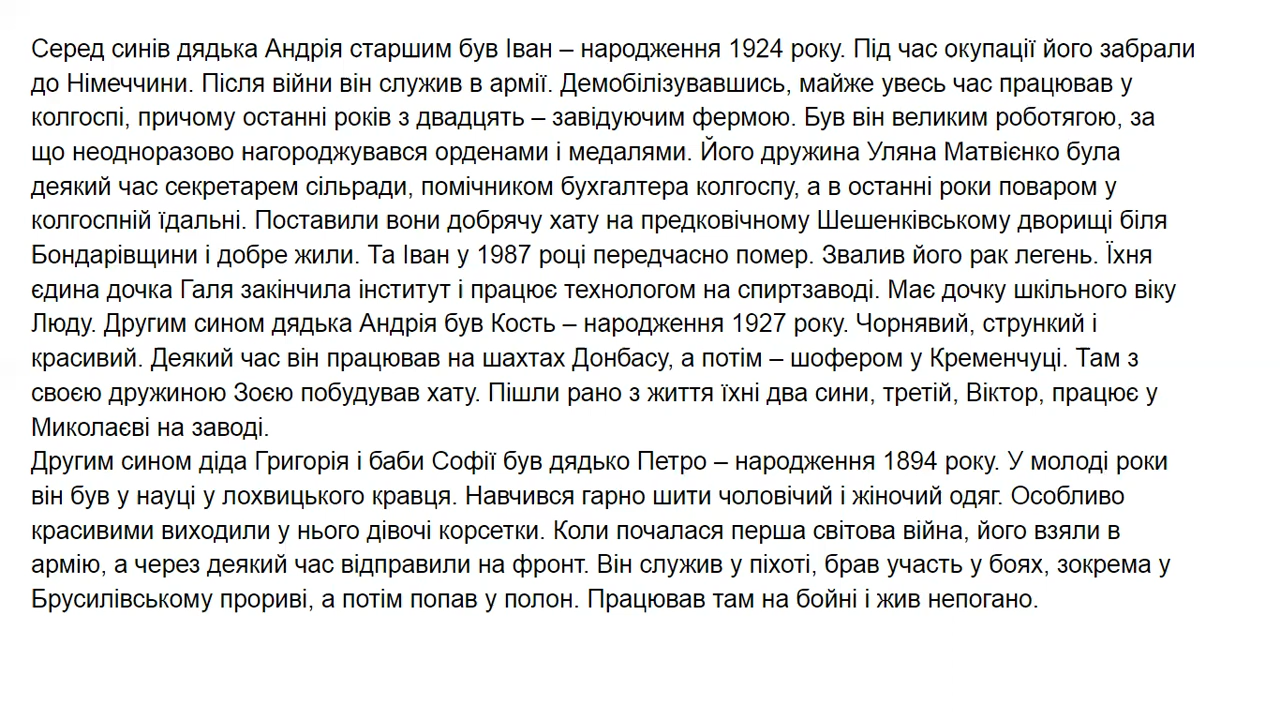 Серед синів дядька Андрія старшим був Іван – народження 1924 року. Під час окупації його забрали
до Німеччини. Після війни він служив в армії. Демобілізувавшись, майже увесь час працював у
колгоспі, причому останні років з двадцять – завідуючим фермою. Був він великим роботягою, за
що неодноразово нагороджувався орденами і медалями. Його дружина Уляна Матвієнко була
деякий час секретарем сільради, помічником бухгалтера колгоспу, а в останні роки поваром у
колгоспній їдальні. Поставили вони добрячу хату на предковічному Шешенківському дворищі біля
Бондарівщини і добре жили. Та Іван у 1987 році передчасно помер. Звалив його рак легень. Їхня
єдина дочка Галя закінчила інститут і працює технологом на спиртзаводі. Має дочку шкільного віку
Люду. Другим сином дядька Андрія був Кость – народження 1927 року. Чорнявий, стрункий і
красивий. Деякий час він працював на шахтах Донбасу, а потім – шофером у Кременчуці. Там з
своєю дружиною Зоєю побудував хату. Пішли рано з життя їхні два сини, третій, Віктор, працює у
Миколаєві на заводі.
Другим сином діда Григорія і баби Софії був дядько Петро – народження 1894 року. У молоді роки
він був у науці у лохвицького кравця. Навчився гарно шити чоловічий і жіночий одяг. Особливо
красивими виходили у нього дівочі корсетки. Коли почалася перша світова війна, його взяли в
армію, а через деякий час відправили на фронт. Він служив у піхоті, брав участь у боях, зокрема у
Брусилівському прориві, а потім попав у полон. Працював там на бойні і жив непогано.